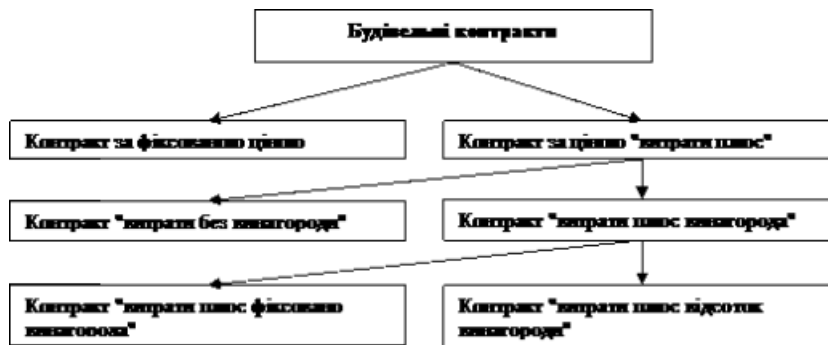 Будівельні контракти
Контракт за фіксованою ціною
Контракт за ціною "витрати плюс"
Контракт "витрати без винагороди"
Контракт "витрати плюс винагорода"
Контракт "витрати плюс фіксовано
винагорода"
Контракт "витрати плюс відсоток
винагороди"